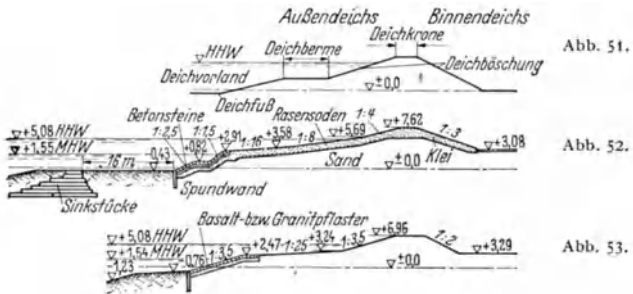 Außendeichs Binnendeichs
Deichkrone
HHW Deichberme Abb. 51.
Deichvorland Deichböschung
±0,0
Deichfuß
Betonsteine Rasensoden
+5,08 HHW 1:2,5 +0,82 1:1,5 +2,91 1:16 +3,58 1:8 +5,69 1:4 +7,62 1:3 +3,08 Abb. 52.
+1,55 MHW 16 m -0,43 Sand Klei
±0,0
Spundwand
Sinkstücke
Basalt-bzw. Granitpflaster
+5,08 HHW +6,96
+1,54 MHW -0,76 1:3,5 +2,47 1:25 +3,24 1:3,5 1:2 +3,29 Abb. 53.
-1,23 ±0,0